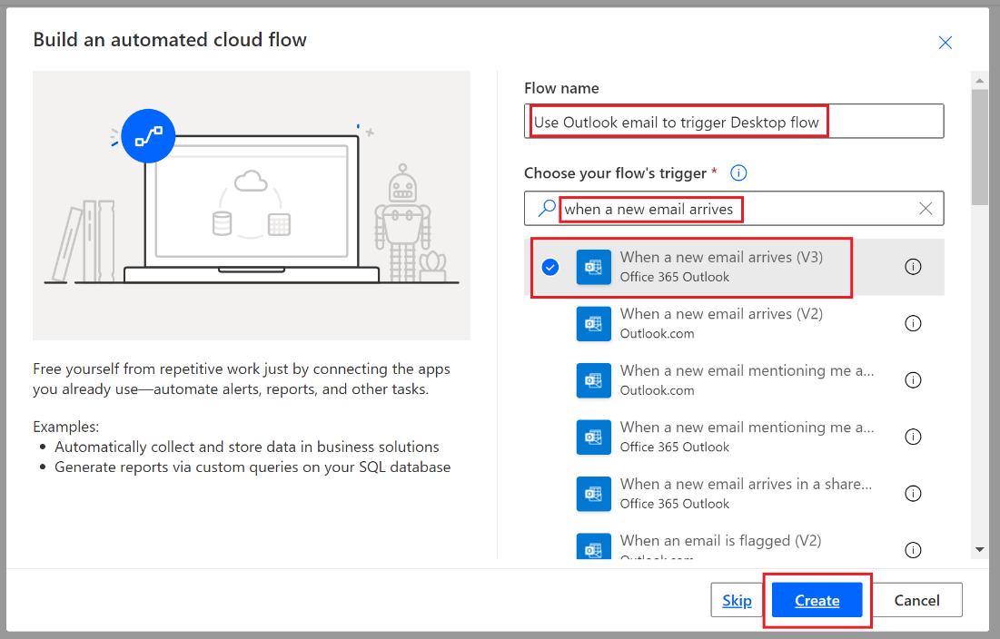 Build an automated cloud flow
Free yourself from repetitive work just by connecting the apps
you already use—automate alerts, reports, and other tasks.
Examples:
• Automatically collect and store data in business solutions
• Generate reports via custom queries on your SQL database
Flow name
Use Outlook email to trigger Desktop flow
Choose your flow's trigger *
when a new email arrives
When a new email arrives (V3)
Office 365 Outlook
When a new email arrives (V2)
Outlook.com
When a new email mentioning me a...
Outlook.com
When a new email mentioning me a...
Office 365 Outlook
When a new email arrives in a share...
Office 365 Outlook
When an email is flagged (V2)
Outlook.com
Skip
Create
Cancel